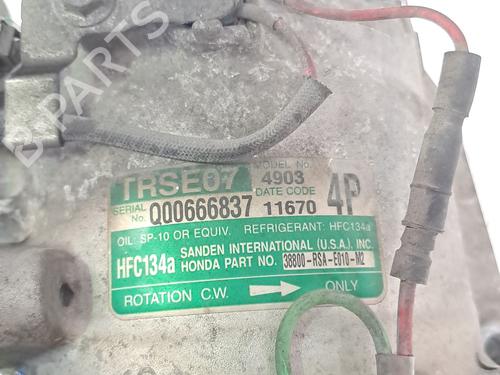 TRSE07 MODEL No. 4903
SERIAL No. Q00666837 DATE CODE 11670 4P
OIL: SP-10 OR EQUIV. REFRIGERANT: HFC134a
HFC134a SANDEN INTERNATIONAL (U.S.A.), INC.
HONDA PART NO. 38800-RSA-E010-M2
ROTATION C.W. ONLY